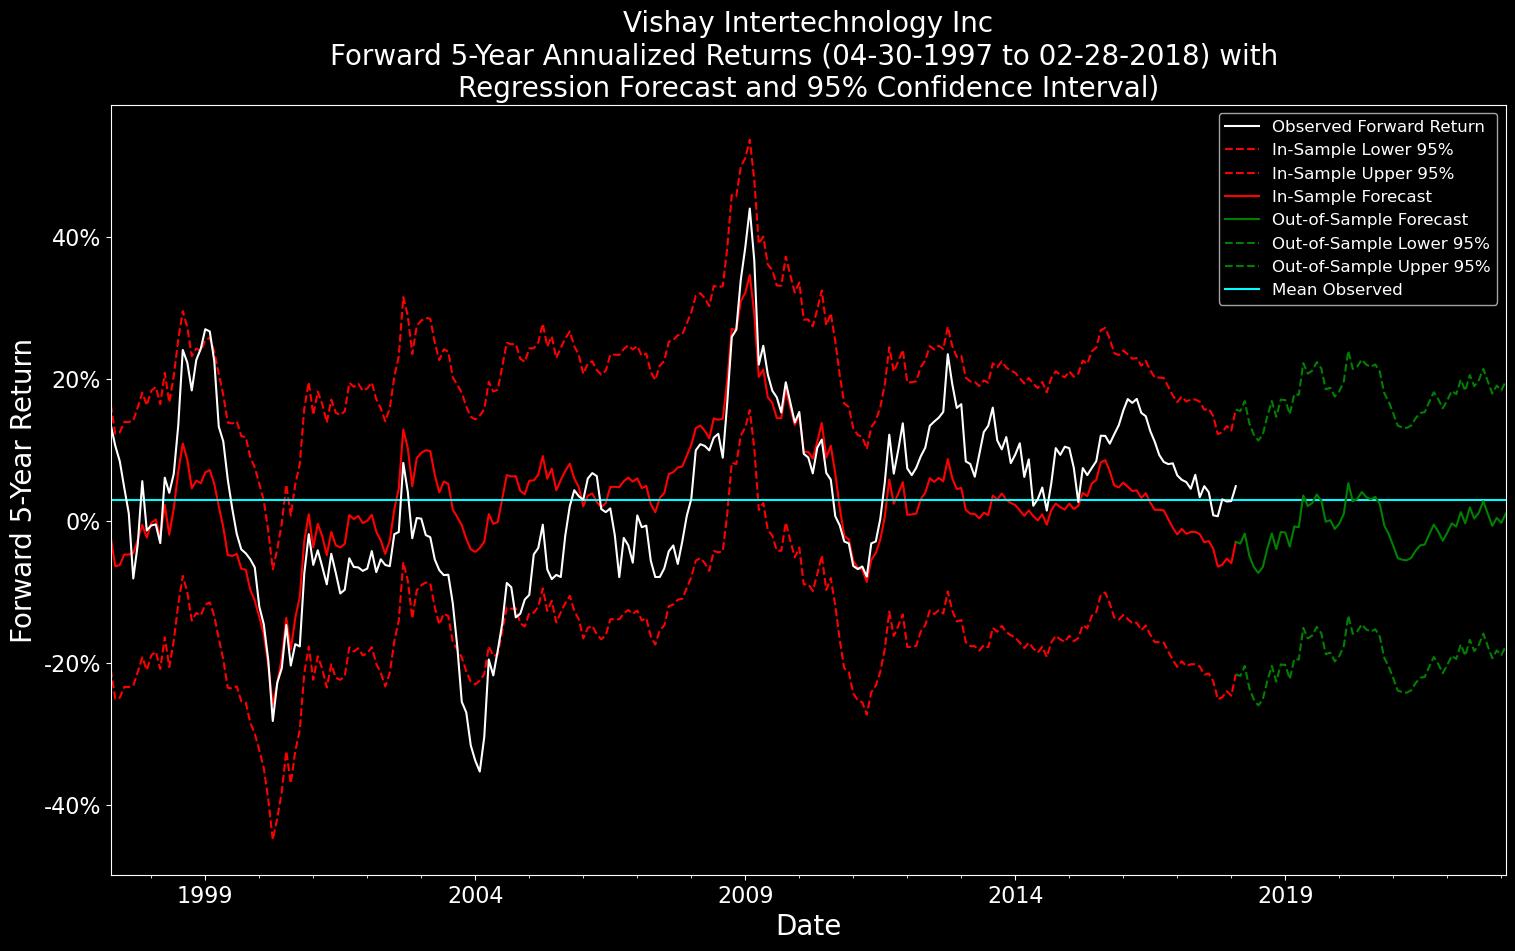 Vishay Intertechnology Inc
Forward 5-Year Annualized Returns (04-30-1997 to 02-28-2018) with
Regression Forecast and 95% Confidence Interval)
Observed Forward Return
In-Sample Lower 95%
In-Sample Upper 95%
In-Sample Forecast
Out-of-Sample Forecast
Out-of-Sample Lower 95%
Out-of-Sample Upper 95%
Mean Observed
Forward 5-Year Return
40%
20%
0%
-20%
-40%
1999
2004
2009
2014
2019
Date